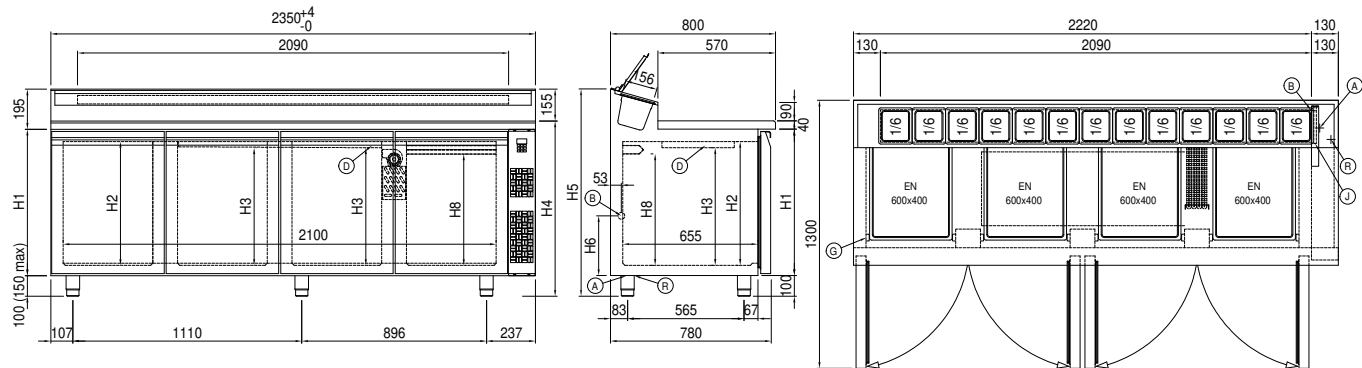 2350+4
-0
2090
195
155
H1
H2
H3
D
H3
H8
H4
2100
100 (150 max)
107
1110
896
237
800
570
156
90
40
D
53
B
H5
H8
H3
H2
H1
H6
655
A
R
100
83
565
67
780
2220
130
130
2090
130
B
A
1/6
1/6
1/6
1/6
1/6
1/6
1/6
1/6
1/6
1/6
1/6
1/6
1/6
R
J
EN
600x400
EN
600x400
EN
600x400
EN
600x400
G
1300